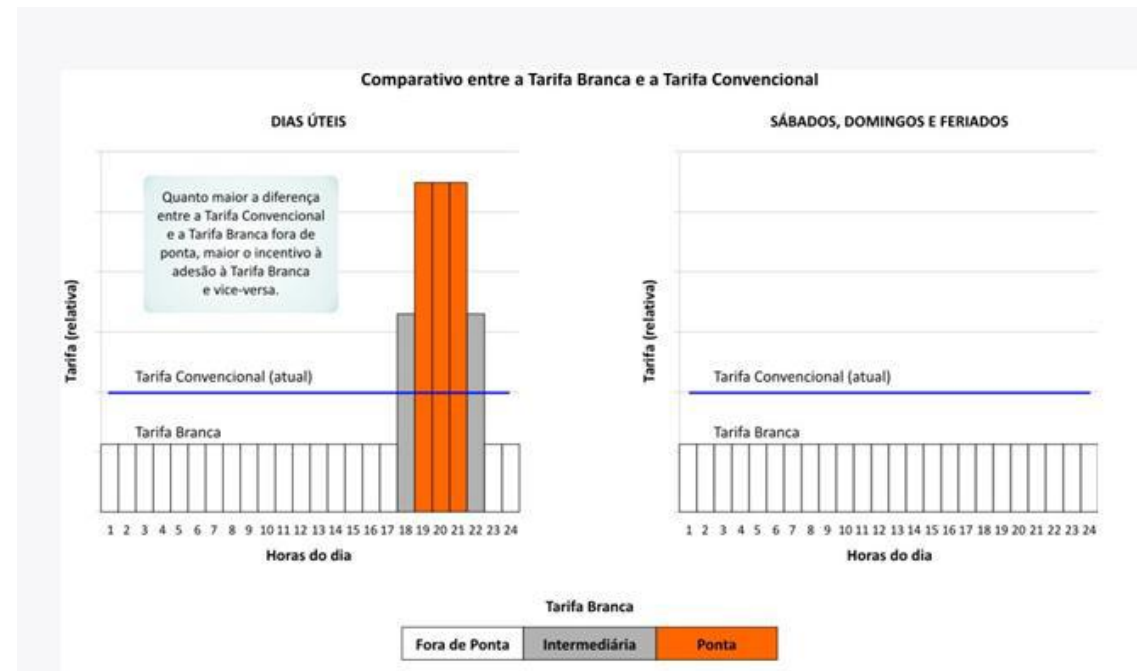 Comparativo entre a Tarifa Branca e a Tarifa Convencional
DIAS ÚTEIS
Quanto maior a diferença
entre a Tarifa Convencional
e a Tarifa Branca fora de
ponta, maior o incentivo à
adesão à Tarifa Branca
e vice-versa.
Tarifa (relativa)
Tarifa Convencional (atual)
Tarifa Branca
1 2 3 4 5 6 7 8 9 10 11 12 13 14 15 16 17 18 19 20 21 22 23 24
Horas do dia
SÁBADOS, DOMINGOS E FERIADOS
Tarifa (relativa)
Tarifa Convencional (atual)
Tarifa Branca
1 2 3 4 5 6 7 8 9 10 11 12 13 14 15 16 17 18 19 20 21 22 23 24
Horas do dia
Tarifa Branca
Fora de Ponta Intermediária Ponta